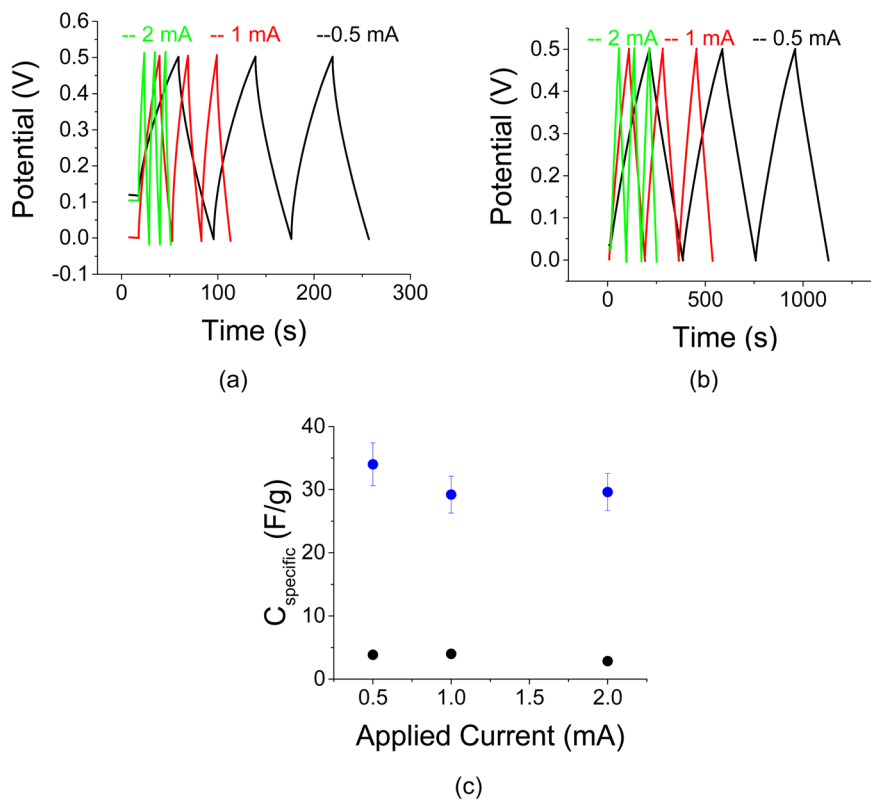 -- 2 mA -- 1 mA --0.5 mA
0.6
0.5
0.4
0.3
0.2
0.1
0.0
-0.1
Potential (V)
0 100 200 300
Time (s)
(a)
-- 2 mA -- 1 mA -- 0.5 mA
0.5
0.4
0.3
0.2
0.1
0.0
Potential (V)
0 500 1000
Time (s)
(b)
40
30
20
10
0
Cspecific (F/g)
0.5 1.0 1.5 2.0
Applied Current (mA)
(c)